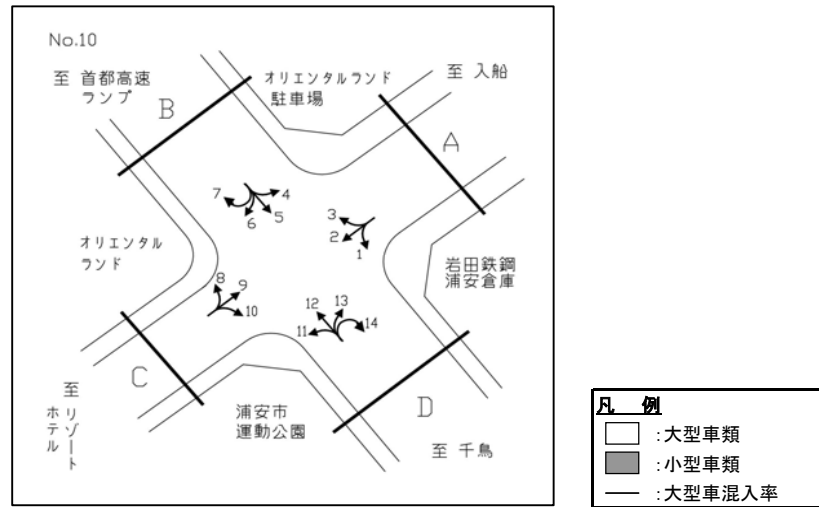 No.10
至 首都高速
ランプ
オリエンタルランド
駐車場
至 入船
B
A
7
4
6
5
3
2
1
オリエンタル
ランド
岩田鉄鋼
浦安倉庫
8
9
10
12
13
11
14
C
D
至
リゾート
ホテル
浦安市
運動公園
至 千鳥
凡 例
:大型車類
:小型車類
:大型車混入率